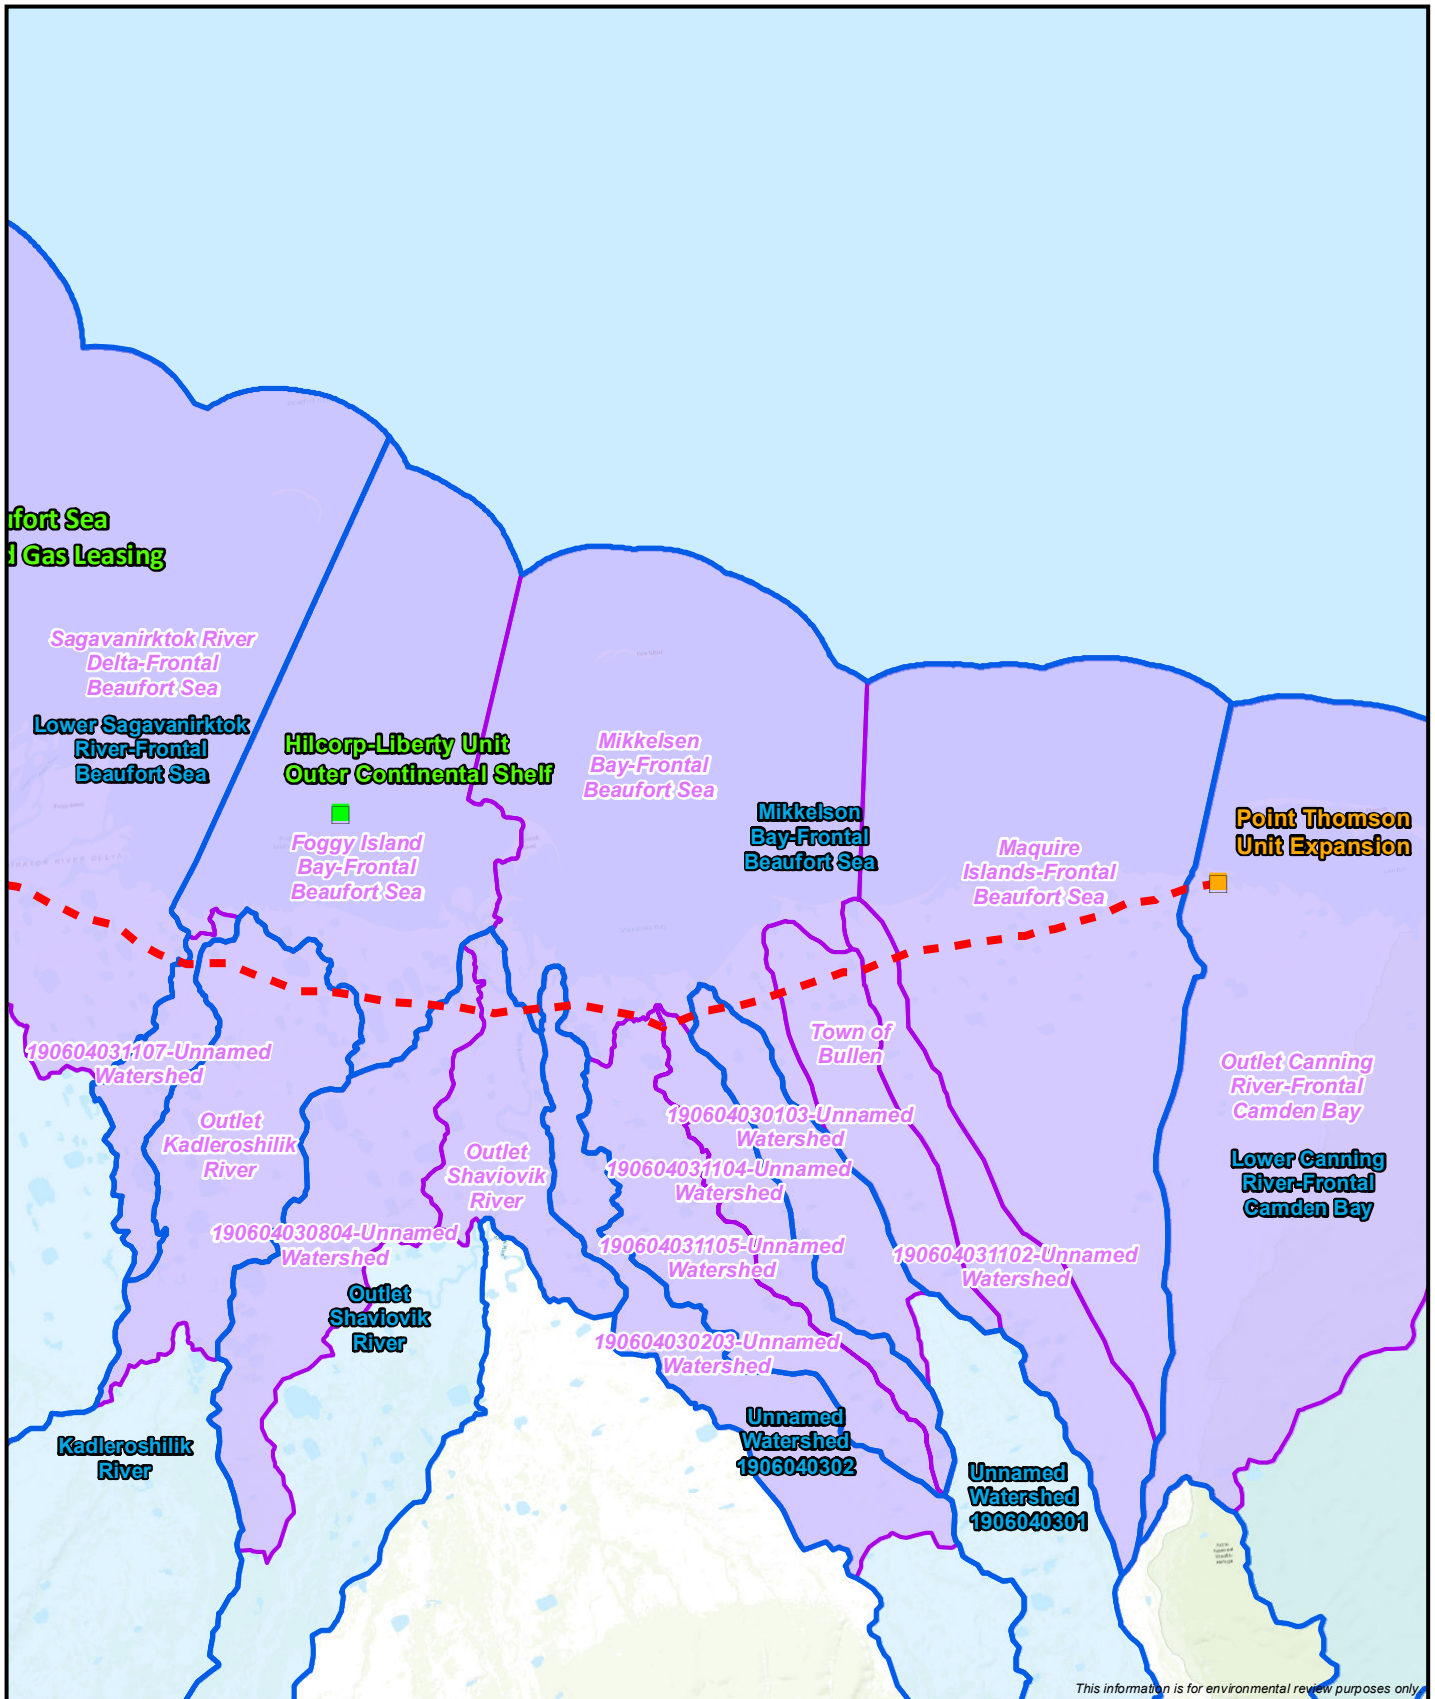 ufort Sea
d Gas Leasing
Sagavanirktok River
Delta-Frontal
Beaufort Sea
Lower Sagavanirktok
River-Frontal
Beaufort Sea
Hilcorp-Liberty Unit
Outer Continental Shelf
Foggy Island
Bay-Frontal
Beaufort Sea
Mikkelsen
Bay-Frontal
Beaufort Sea
Mikkelson
Bay-Frontal
Beaufort Sea
Maquire
Islands-Frontal
Beaufort Sea
Point Thomson
Unit Expansion
190604031107-Unnamed
Watershed
Outlet
Kadleroshilik
River
Outlet
Shaviovik
River
190604030804-Unnamed
Watershed
Outlet
Shaviovik
River
Kadleroshilik
River
Town of
Bullen
190604030103-Unnamed
Watershed
190604031104-Unnamed
Watershed
190604031105-Unnamed
Watershed
190604031102-Unnamed
Watershed
190604030203-Unnamed
Watershed
Unnamed
Watershed
1906040302
Unnamed
Watershed
1906040301
Outlet Canning
River-Frontal
Camden Bay
Lower Canning
River-Frontal
Camden Bay
This information is for environmental review purposes only.